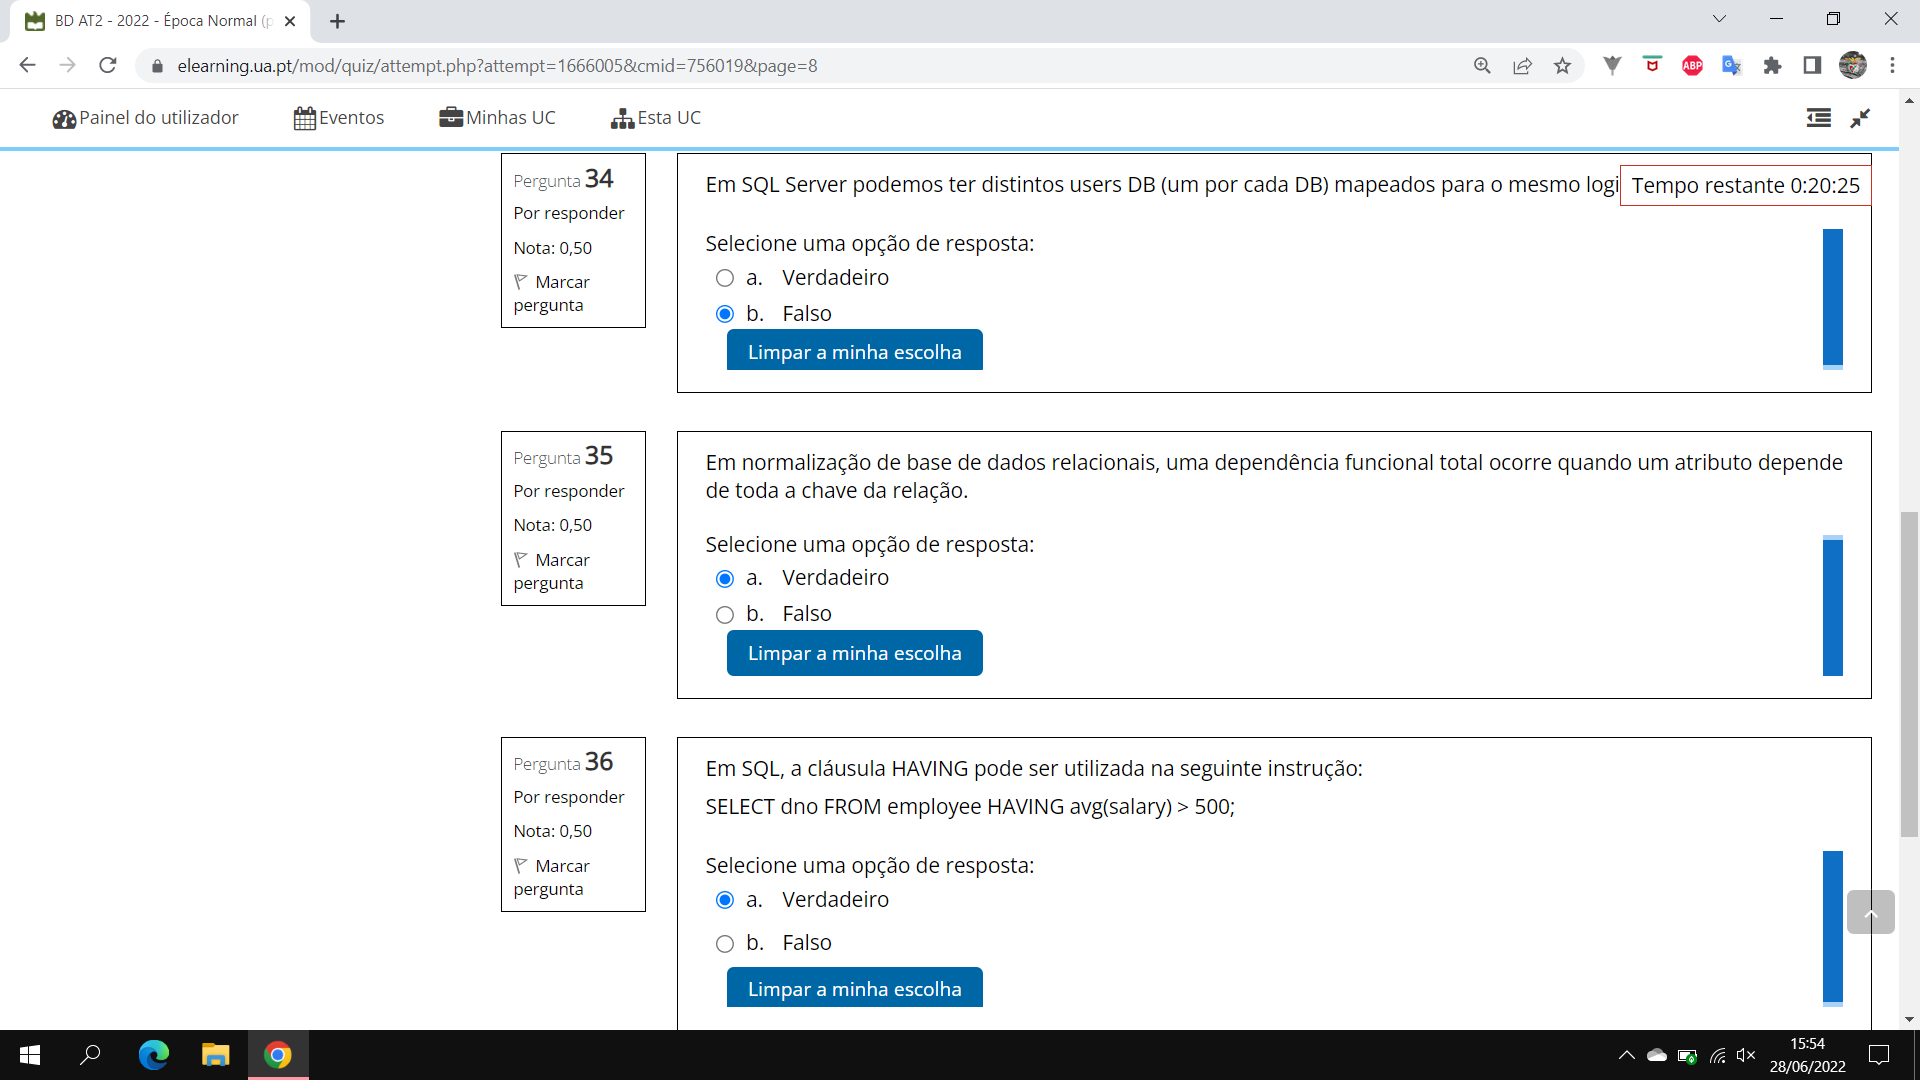 BD AT2 - 2022 - Época Normal (p
elearning.ua.pt/mod/quiz/attempt.php?attempt=1666005&cmid=756019&page=8
ABP
Painel do utilizador
Eventos
Minhas UC
Esta UC
Tempo restante 0:20:25
Pergunta 34
Por responder
Nota: 0,50
Marcar
pergunta
Em SQL Server podemos ter distintos users DB (um por cada DB) mapeados para o mesmo logi
Selecione uma opção de resposta:
a. Verdadeiro
b. Falso
Limpar a minha escolha
Pergunta 35
Por responder
Nota: 0,50
Marcar
pergunta
Em normalização de base de dados relacionais, uma dependência funcional total ocorre quando um atributo depende
de toda a chave da relação.
Selecione uma opção de resposta:
a. Verdadeiro
b. Falso
Limpar a minha escolha
Pergunta 36
Por responder
Nota: 0,50
Marcar
pergunta
Em SQL, a cláusula HAVING pode ser utilizada na seguinte instrução:
SELECT dno FROM employee HAVING avg(salary) > 500;
Selecione uma opção de resposta:
a. Verdadeiro
b. Falso
Limpar a minha escolha
15:54
28/06/2022